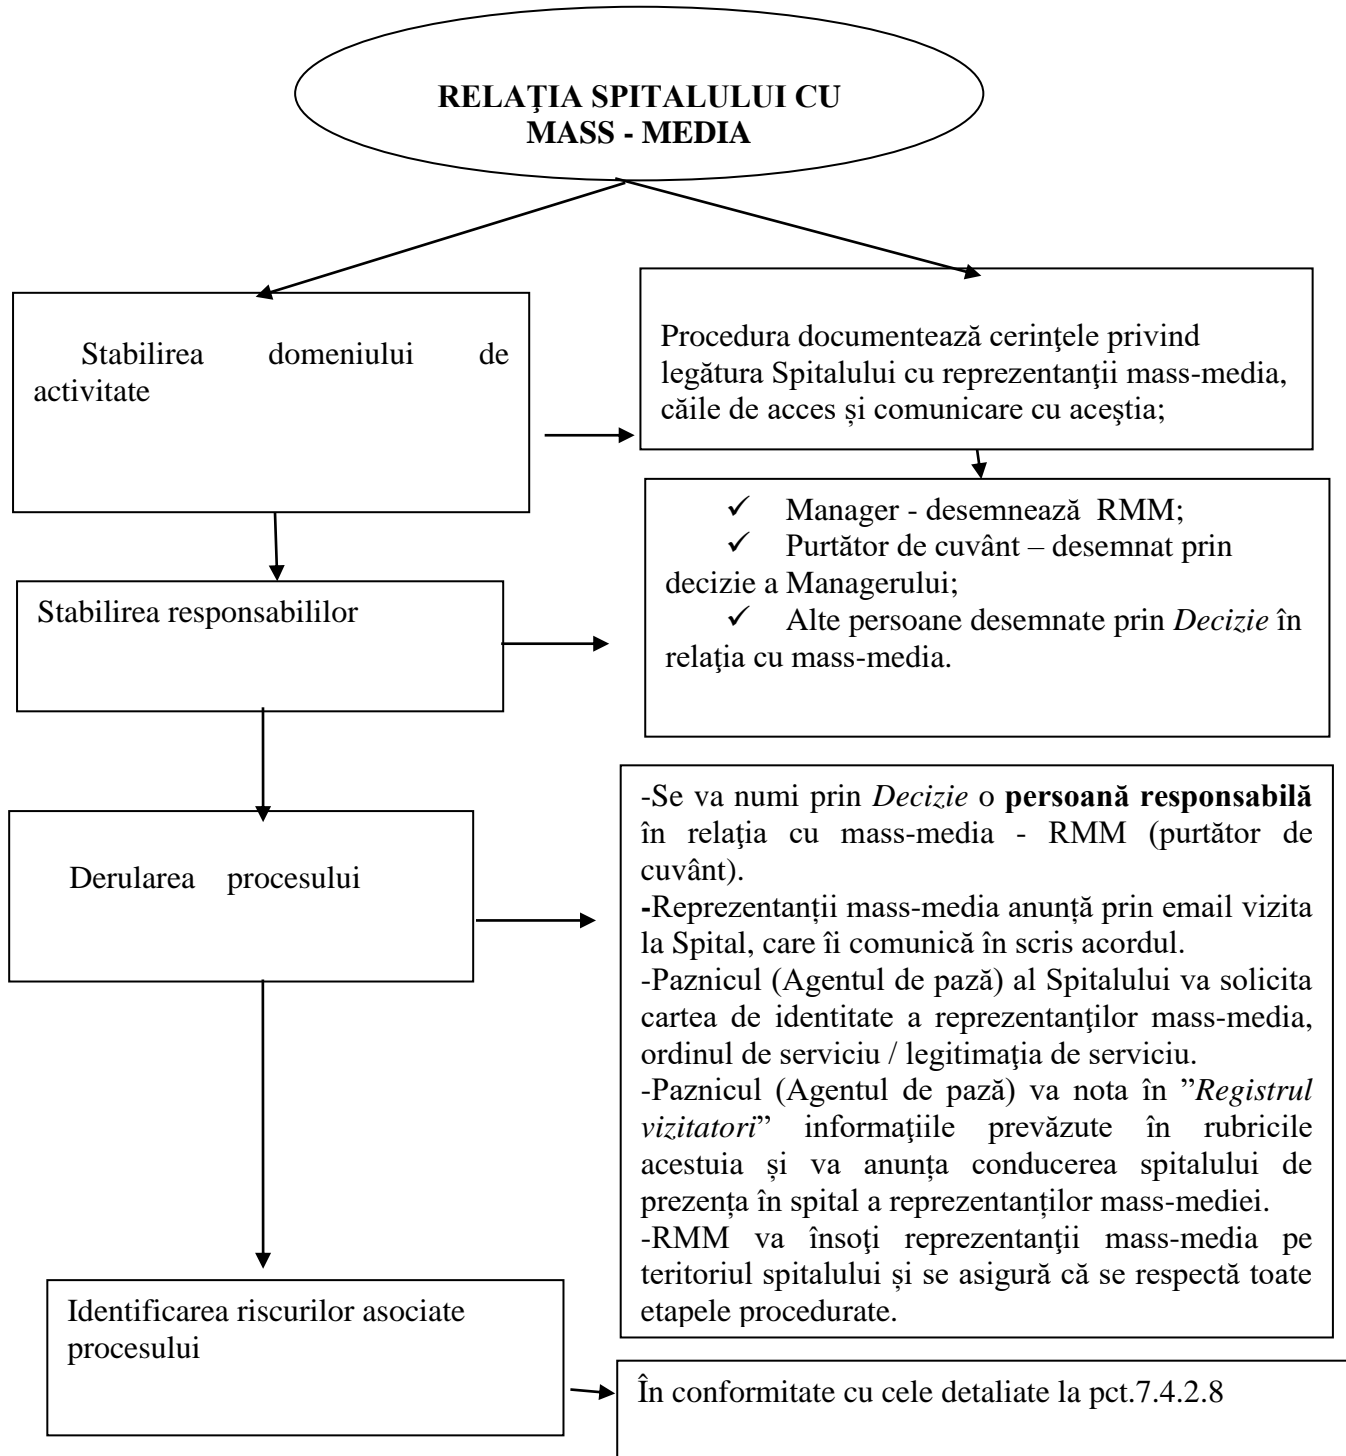 RELAŢIA SPITALULUI CU
MASS - MEDIA
Stabilirea domeniului de
activitate
Procedura documentează cerinţele privind
legătura Spitalului cu reprezentanţii mass-media,
căile de acces și comunicare cu aceştia;
✓ Manager - desemnează RMM;
✓ Purtător de cuvânt – desemnat prin
decizie a Managerului;
✓ Alte persoane desemnate prin Decizie în
relaţia cu mass-media.
Stabilirea responsabililor
Derularea procesului
-Se va numi prin Decizie o persoană responsabilă
în relaţia cu mass-media - RMM (purtător de
cuvânt).
-Reprezentanții mass-media anunță prin email vizita
la Spital, care îi comunică în scris acordul.
-Paznicul (Agentul de pază) al Spitalului va solicita
cartea de identitate a reprezentanţilor mass-media,
ordinul de serviciu / legitimaţia de serviciu.
-Paznicul (Agentul de pază) va nota în ”Registrul
vizitatori” informaţiile prevăzute în rubricile
acestuia și va anunța conducerea spitalului de
prezența în spital a reprezentanților mass-mediei.
-RMM va însoţi reprezentanţii mass-media pe
teritoriul spitalului și se asigură că se respectă toate
etapele procedurate.
Identificarea riscurilor asociate
procesului
În conformitate cu cele detaliate la pct.7.4.2.8